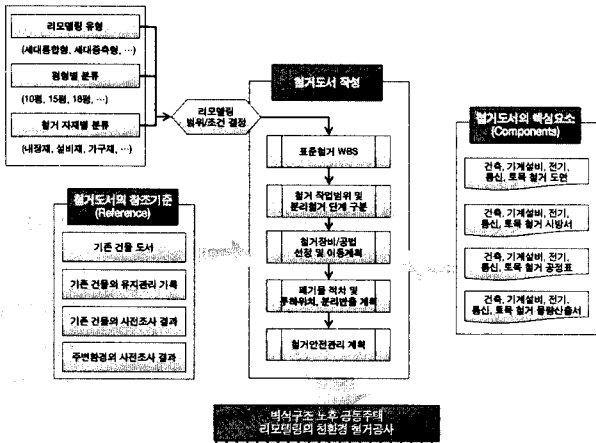 리모델링 유형
(세대통합형, 세대증축형, …)
평형별 분류
(10평, 15평, 18평, …)
철거 자재별 분류
(내장재, 설비재, 가구재, …)
리모델링
범위/조건 결정
철거도서의 참조기준
(Reference)
기존 건물 도서
기존 건물의 유지관리 기록
기존 건물의 사전조사 결과
주변환경의 사전조사 결과
철거도서 작성
표준철거 WBS
철거 작업범위 및
분리철거 단계 구분
철거장비/공법
선정 및 이동계획
폐기물 적치 및
투하위치, 분리반출 계획
철거안전관리 계획
철거도서의 핵심요소
(Components)
건축, 기계설비, 전기,
통신, 토목 철거 도면
건축, 기계설비, 전기,
통신, 토목 철거 시방서
건축, 기계설비, 전기,
통신, 토목 철거 공정표
건축, 기계설비, 전기,
통신, 토목 철거 물량산출서
벽식구조 노후 공동주택
리모델링의 친환경 철거공사